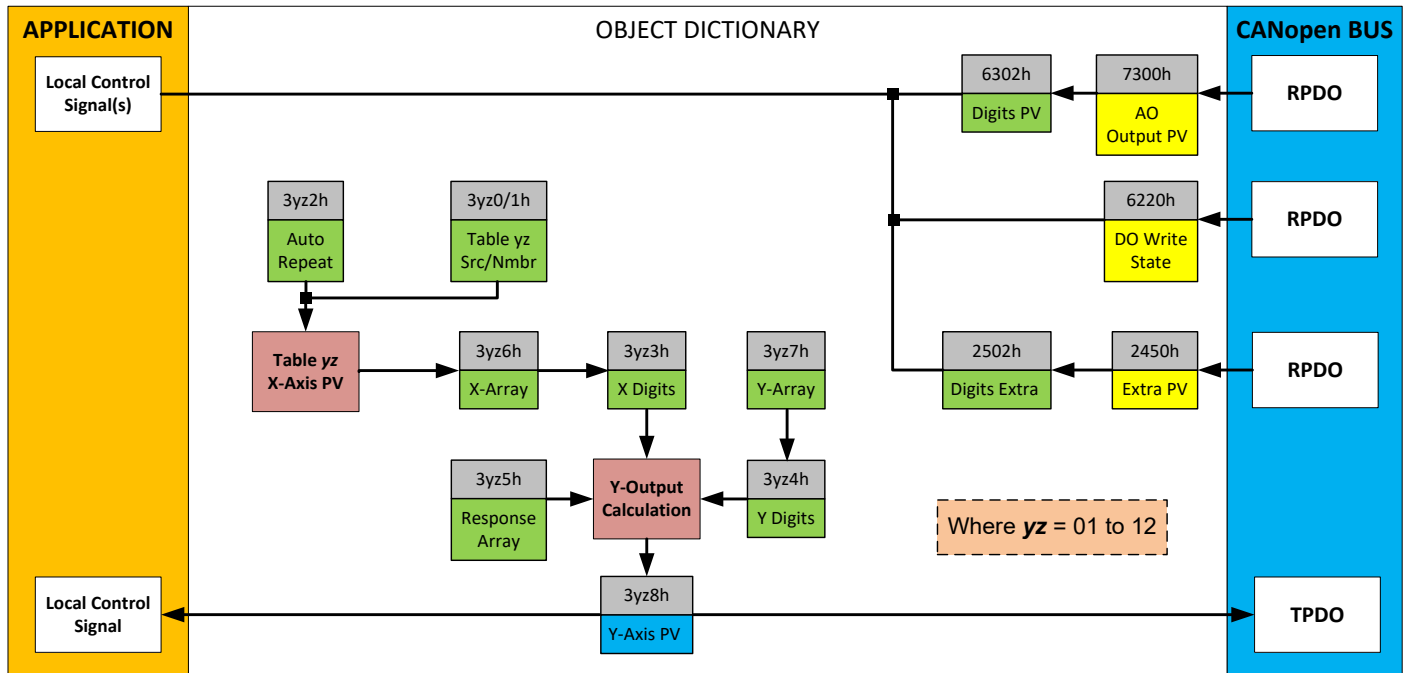 APPLICATION
OBJECT DICTIONARY
CANopen BUS
Local Control
Signal(s)
6302h
Digits PV
7300h
AO
Output PV
RPDO
3yz2h
Auto
Repeat
3yz0/1h
Table yz
Src/Nmbr
6220h
DO Write
State
RPDO
Table yz
X-Axis PV
3yz6h
X-Array
3yz3h
X Digits
3yz7h
Y-Array
2502h
Digits Extra
2450h
Extra PV
RPDO
3yz5h
Response
Array
Y-Output
Calculation
3yz4h
Y Digits
Where yz = 01 to 12
Local Control
Signal
3yz8h
Y-Axis PV
TPDO